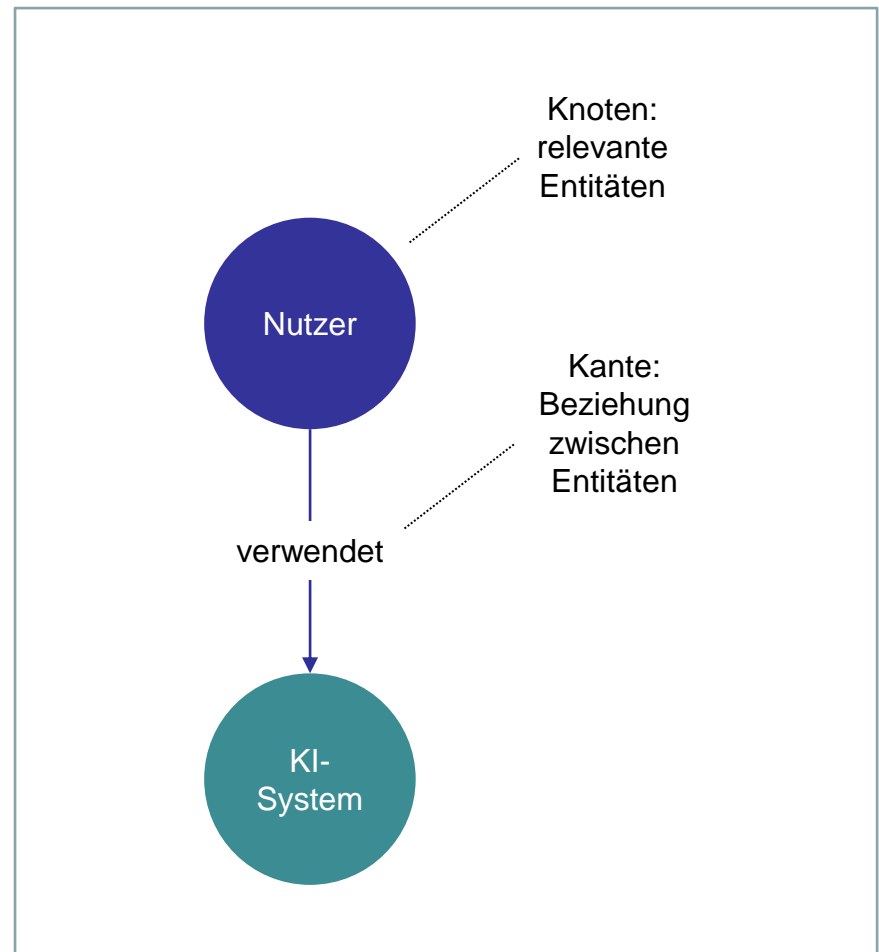 Knoten:
relevante
Entitäten
Nutzer
Kante:
Beziehung
zwischen
Entitäten
verwendet
KI-
System